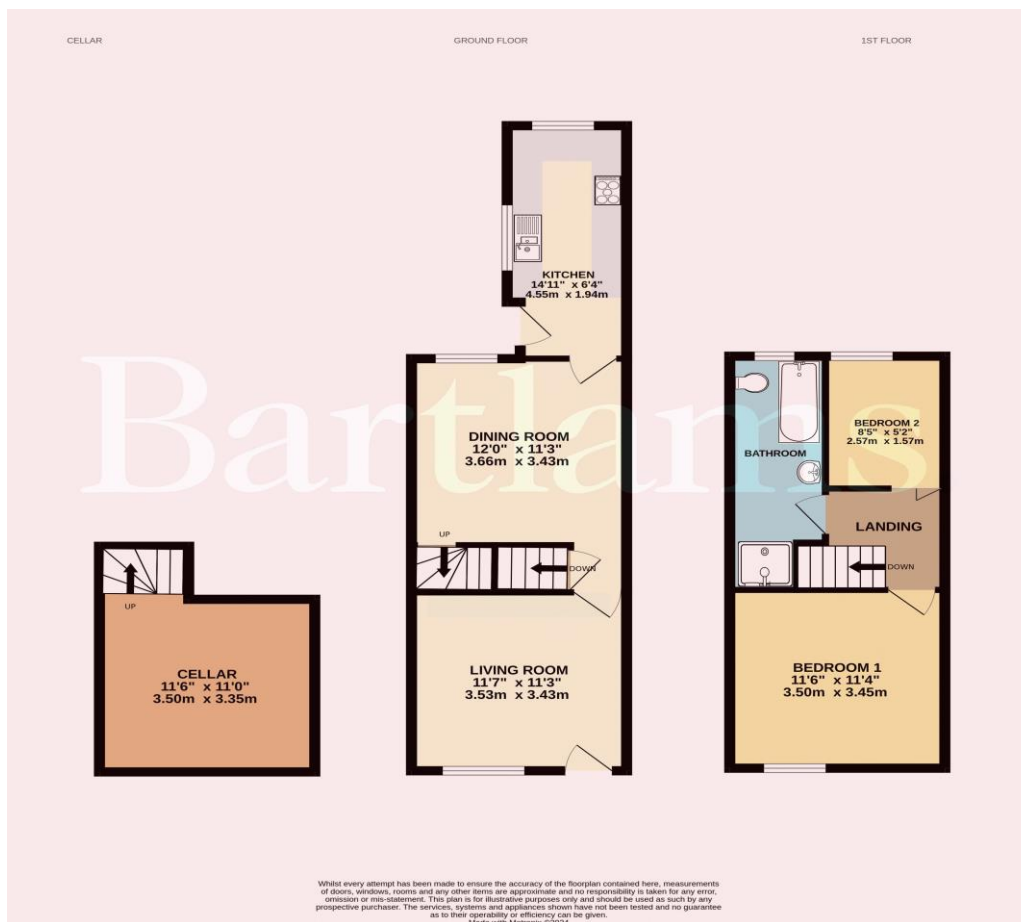 CELLAR
GROUND FLOOR
1ST FLOOR
KITCHEN
14'11" x 6'4"
4.55m x 1.94m
Bartlams
DINING ROOM
12'0" x 11'3"
3.66m x 3.43m
BEDROOM 2
8'5" x 5'2"
2.57m x 1.57m
BATHROOM
LANDING
UP
DOWN
DOWN
UP
CELLAR
11'6" x 11'0"
3.50m x 3.35m
LIVING ROOM
11'7" x 11'3"
3.53m x 3.43m
BEDROOM 1
11'6" x 11'4"
3.50m x 3.45m
Whilst every attempt has been made to ensure the accuracy of the floorplan contained here, measurements
of doors, windows, rooms and any other items are approximate and no responsibility is taken for any error,
omission or mis-statement. This plan is for illustrative purposes only and should be used as such by any
prospective purchaser. The services, systems and appliances shown have not been tested and no guarantee
as to their operability or efficiency can be given.
Made with Metropix ©2024